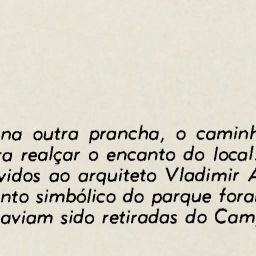 na outra prancha, o caminh
ra realçar o encanto do local.
vidos ao arquiteto Vladimir A
nto simbólico do parque fora
aviam sido retiradas do Cam